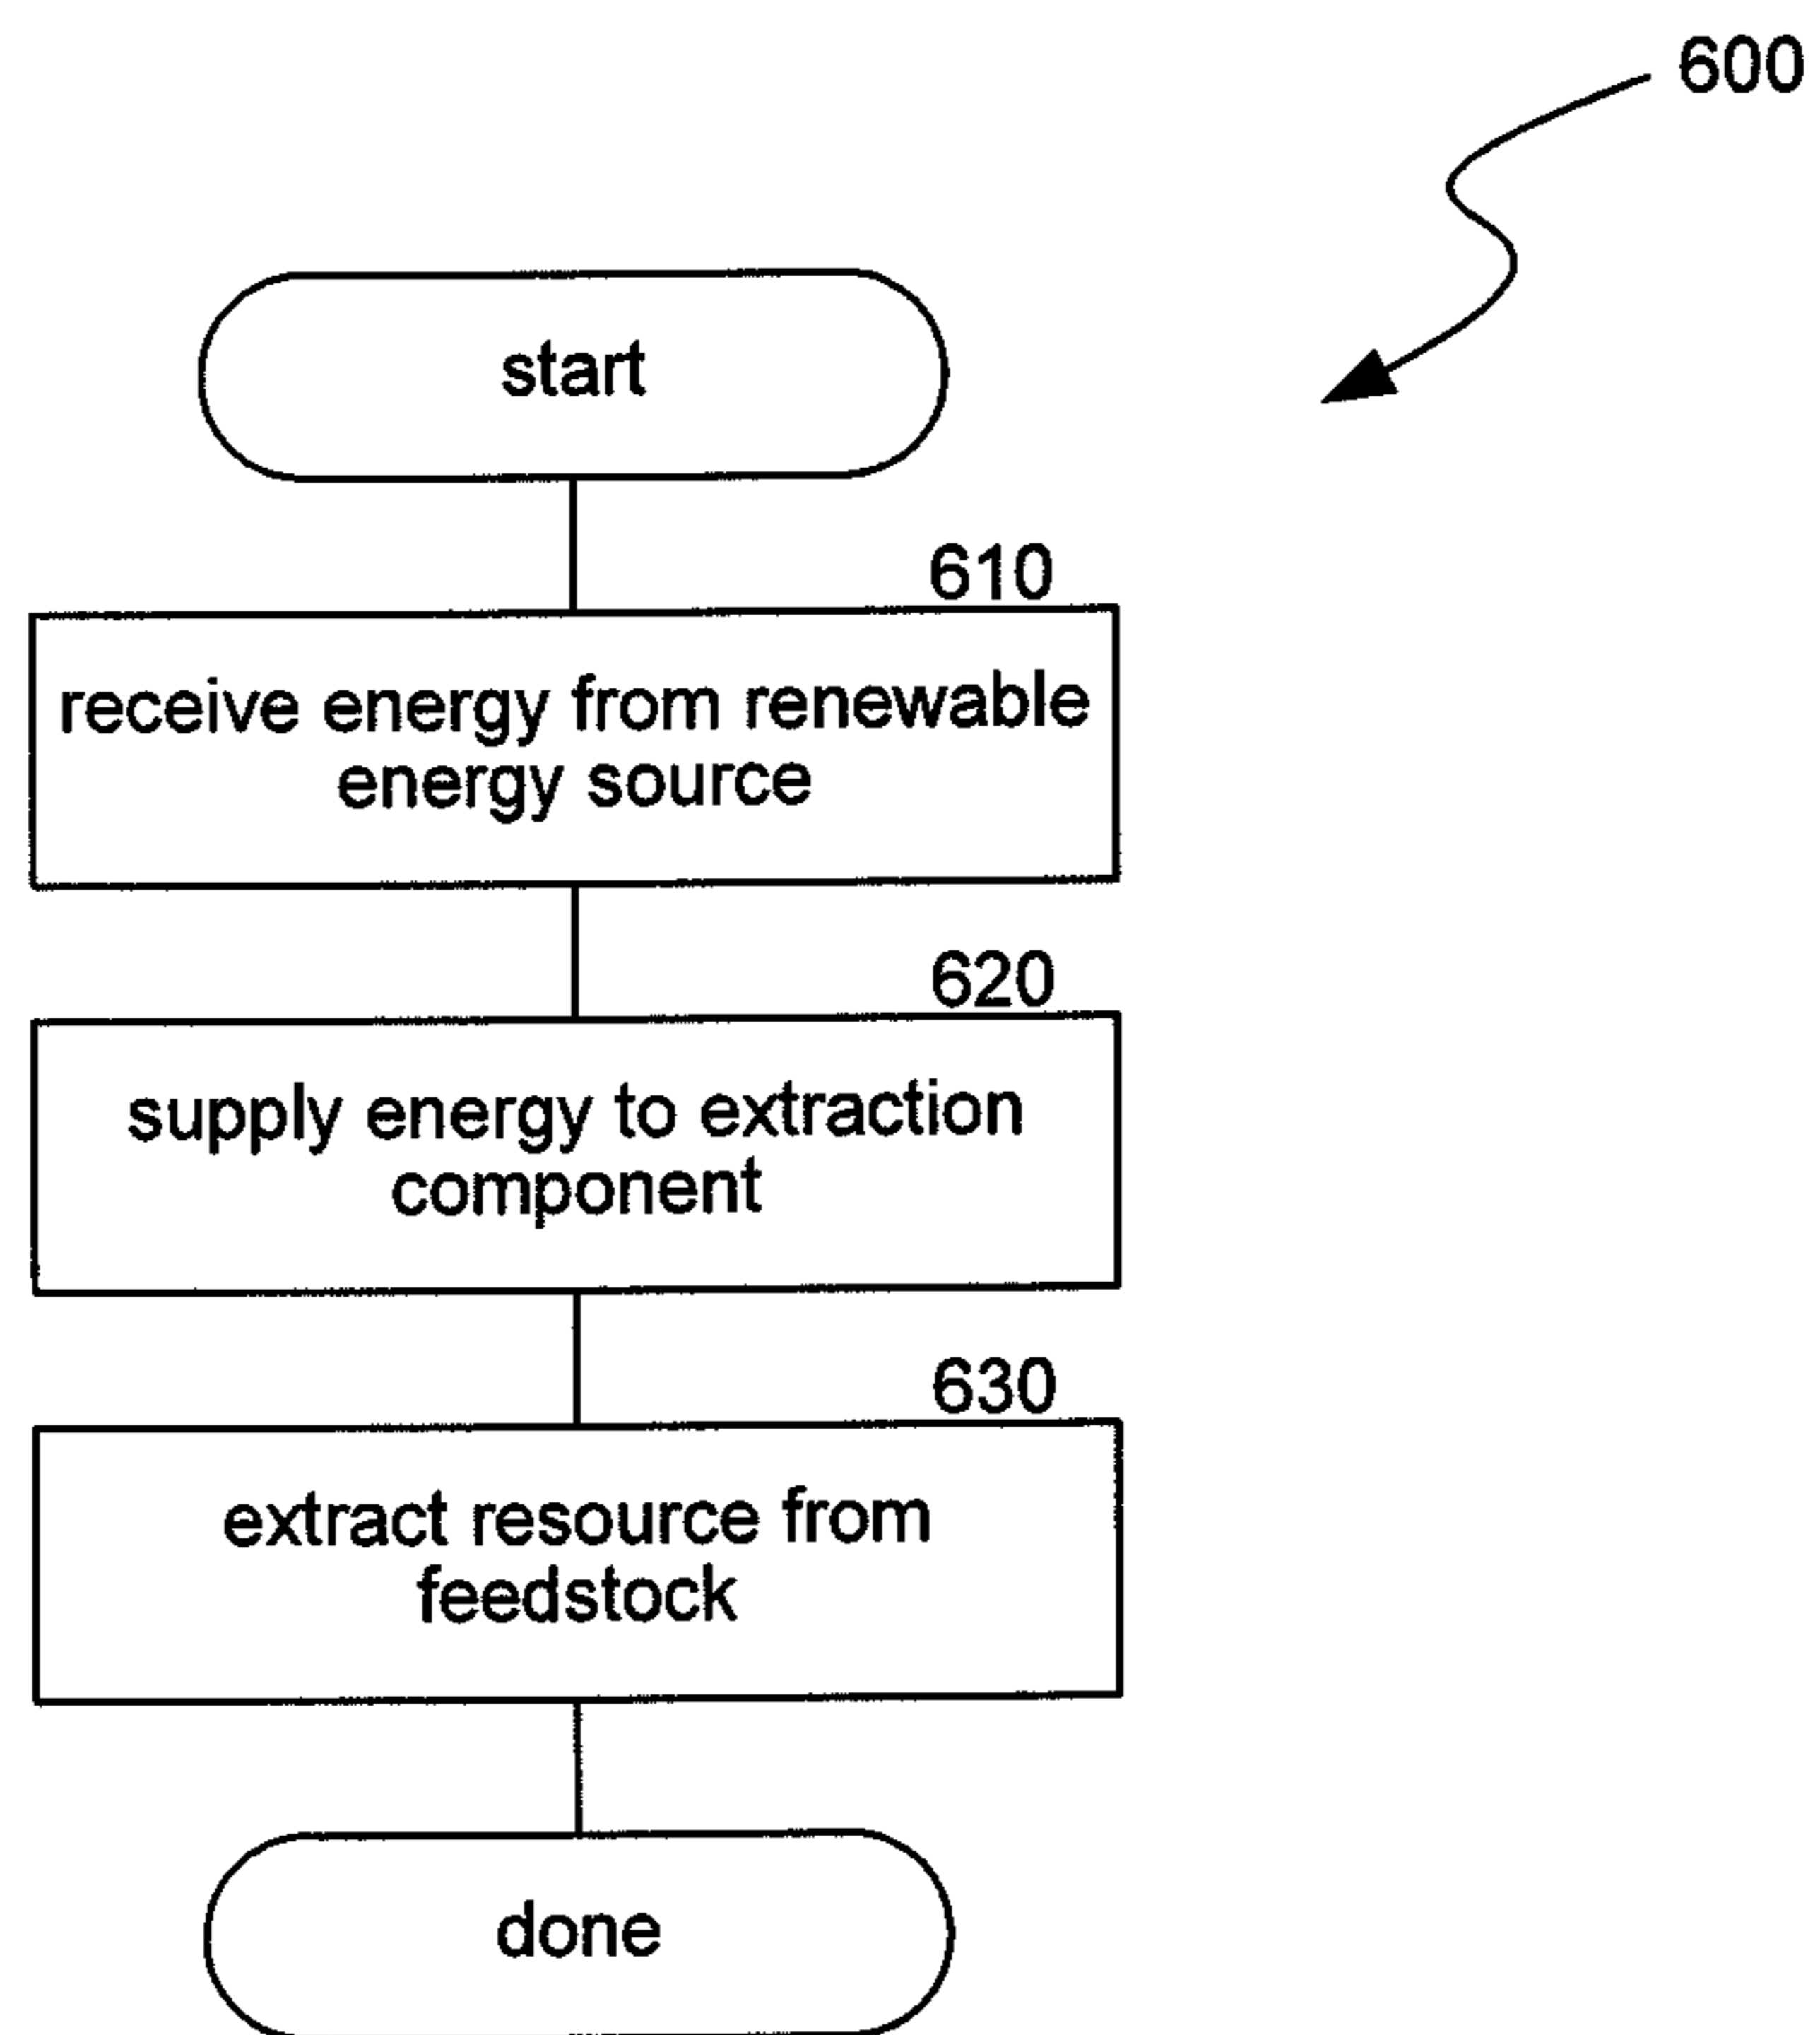 600
start
610
receive energy from renewable
energy source
620
supply energy to extraction
component
630
extract resource from
feedstock
done